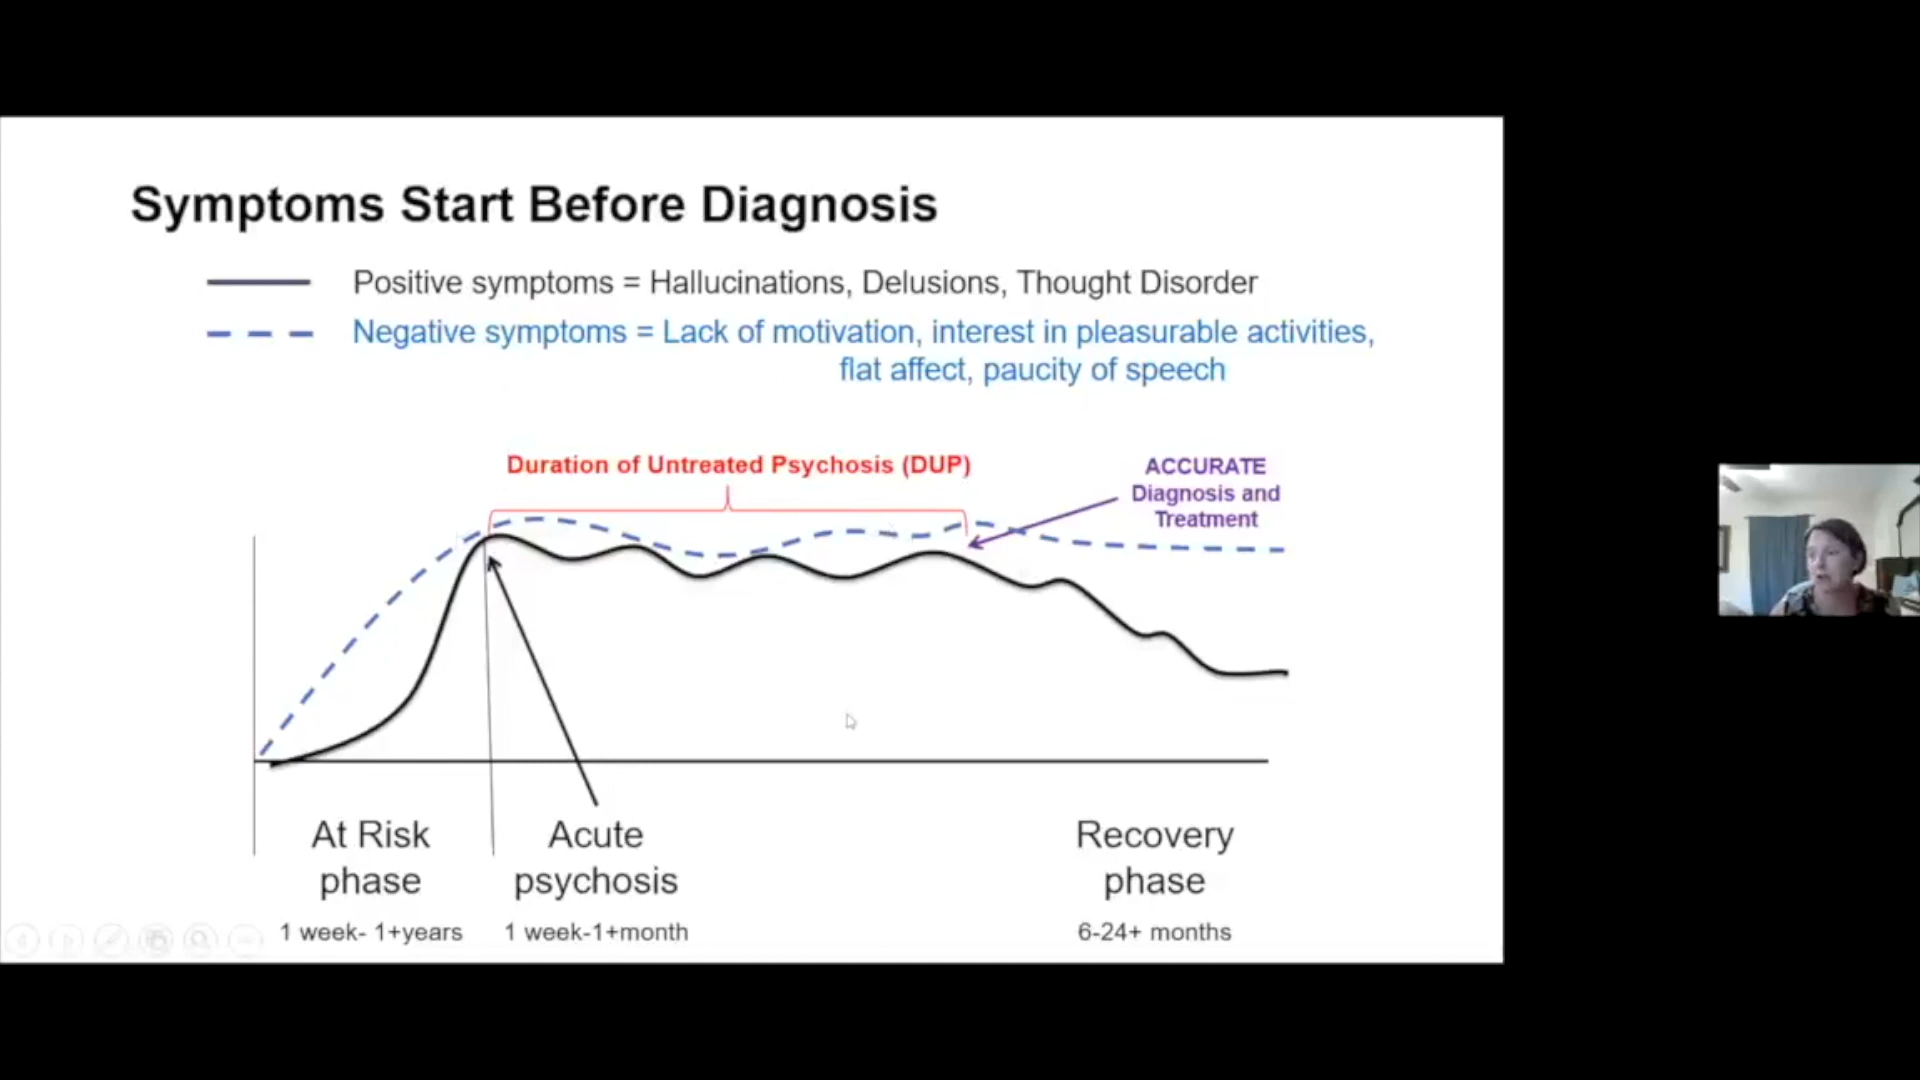 Symptoms Start Before Diagnosis
Positive symptoms = Hallucinations, Delusions, Thought Disorder
Negative symptoms = Lack of motivation, interest in pleasurable activities,
flat affect, paucity of speech
Duration of Untreated Psychosis (DUP)
ACCURATE
Diagnosis and
Treatment
At Risk
phase
1 week- 1+years
Acute
psychosis
1 week-1+month
Recovery
phase
6-24+ months